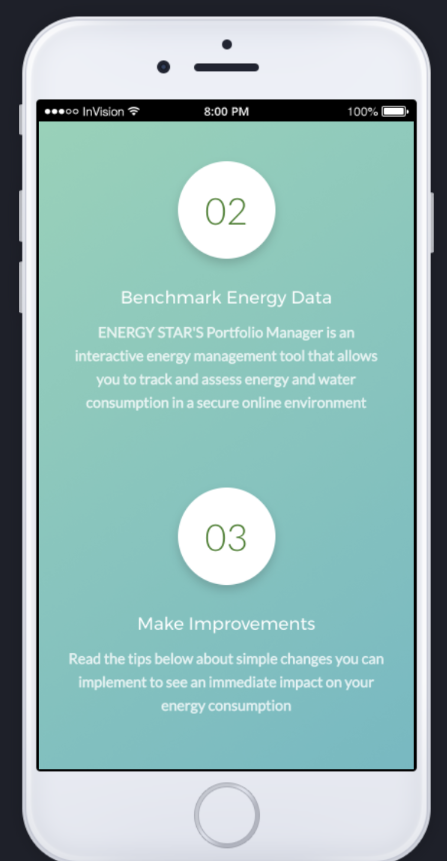 ●●●○○ InVision 8:00 PM 100%
02
Benchmark Energy Data
ENERGY STAR'S Portfolio Manager is an
interactive energy management tool that allows
you to track and assess energy and water
consumption in a secure online environment
03
Make Improvements
Read the tips below about simple changes you can
implement to see an immediate impact on your
energy consumption